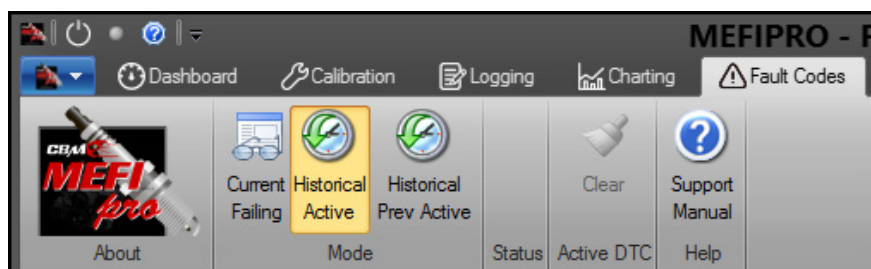 MEFIPRO -
Dashboard Calibration Logging Charting Fault Codes
CBM
MEFI
pro
Current
Failing
Historical
Active
Historical
Prev Active
Clear
Support
Manual
About Mode Status Active DTC Help